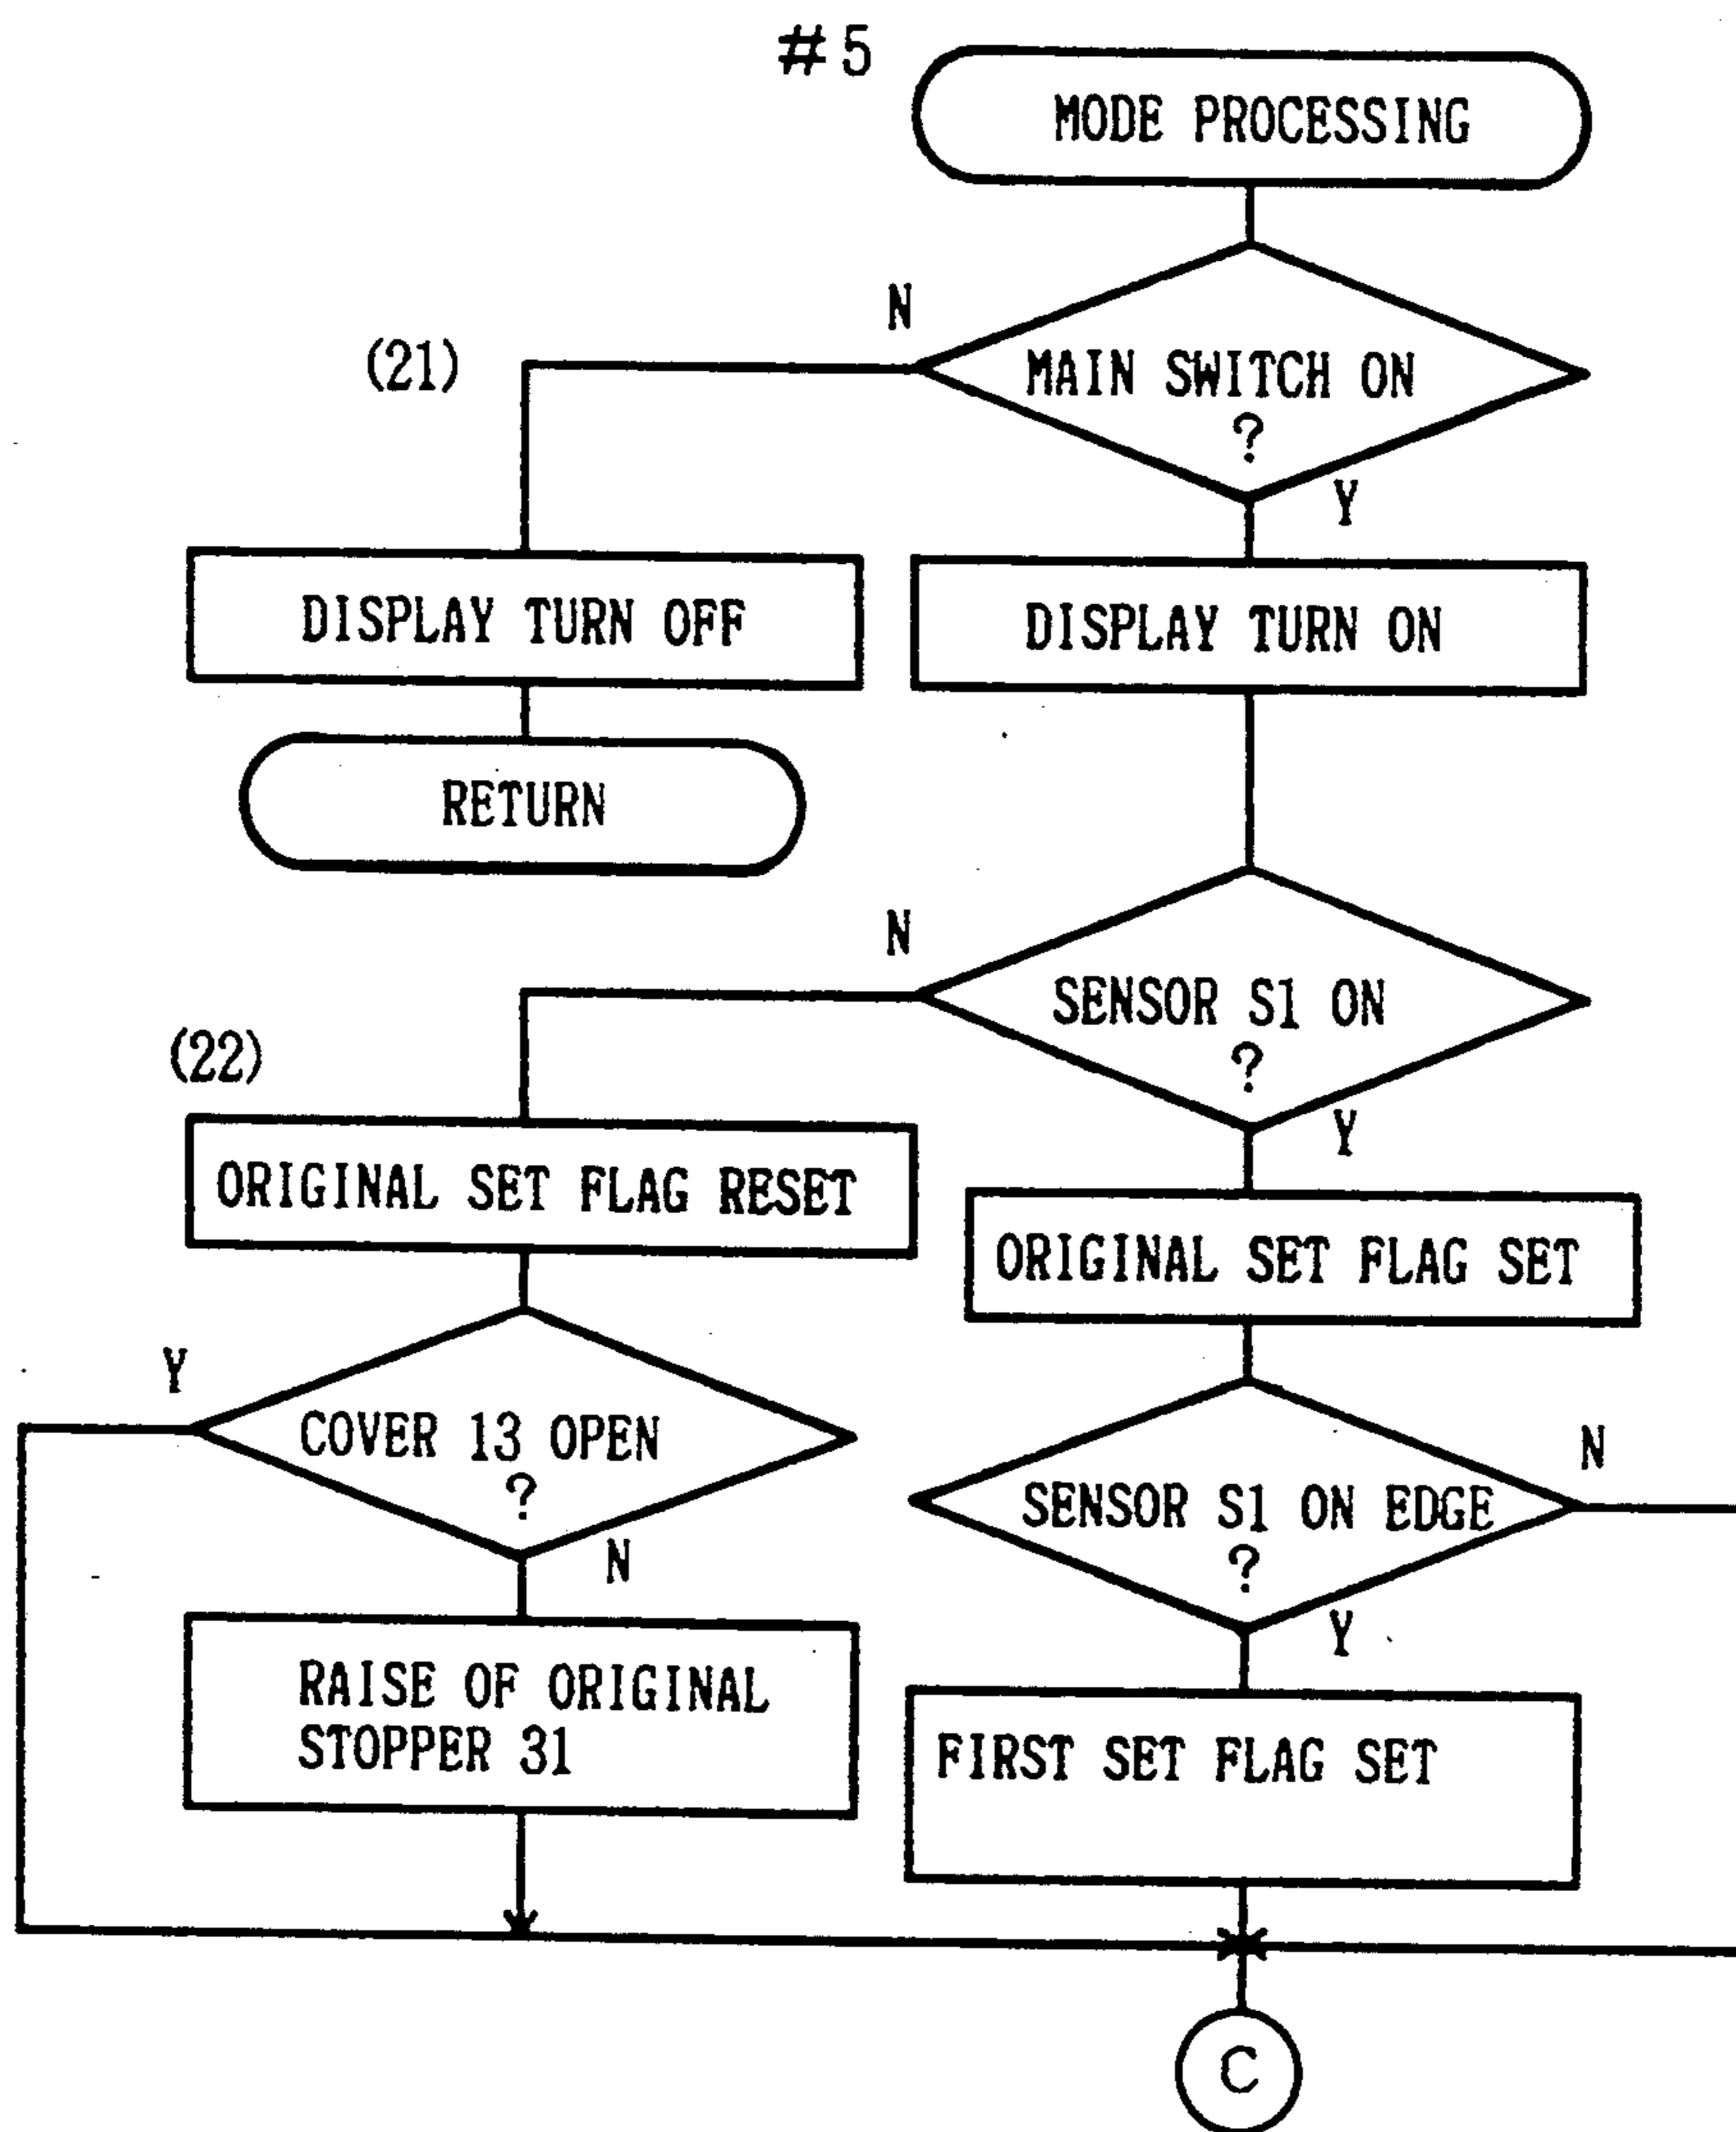 #5
MODE PROCESSING
N
(21)
MAIN SWITCH ON
?
Y
DISPLAY TURN OFF
DISPLAY TURN ON
RETURN
N
SENSOR S1 ON
?
(22)
Y
ORIGINAL SET FLAG RESET
ORIGINAL SET FLAG SET
Y
COVER 13 OPEN
?
N
N
SENSOR S1 ON EDGE
?
Y
RAISE OF ORIGINAL
STOPPER 31
FIRST SET FLAG SET
C